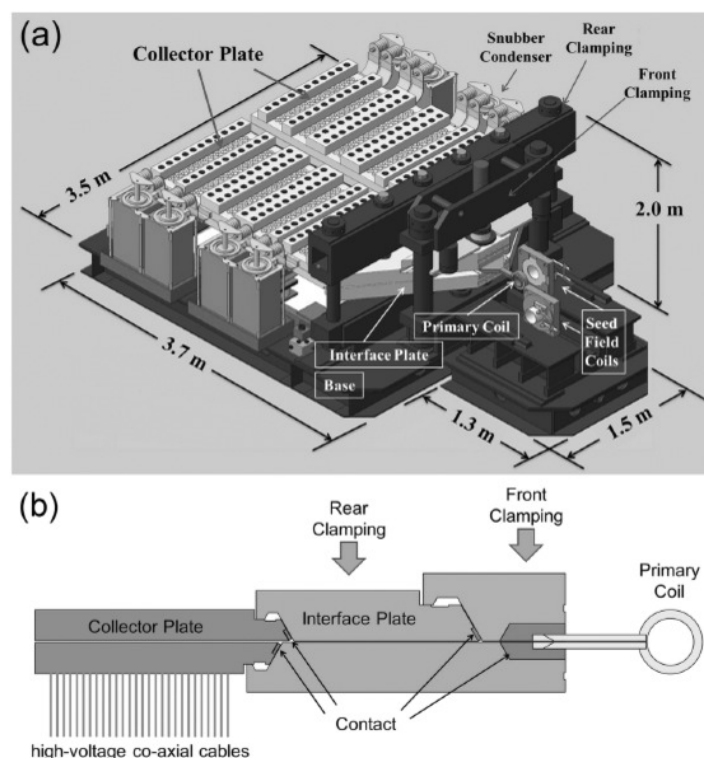 (a)
Collector Plate
Snubber
Condenser
Rear
Clamping
Front
Clamping
3.5 m
2.0 m
Primary Coil
Seed
Field
Coils
Interface Plate
Base
3.7 m
1.3 m
1.5 m
(b)
Rear
Clamping
Front
Clamping
Primary
Coil
Collector Plate
Interface Plate
Contact
high-voltage co-axial cables